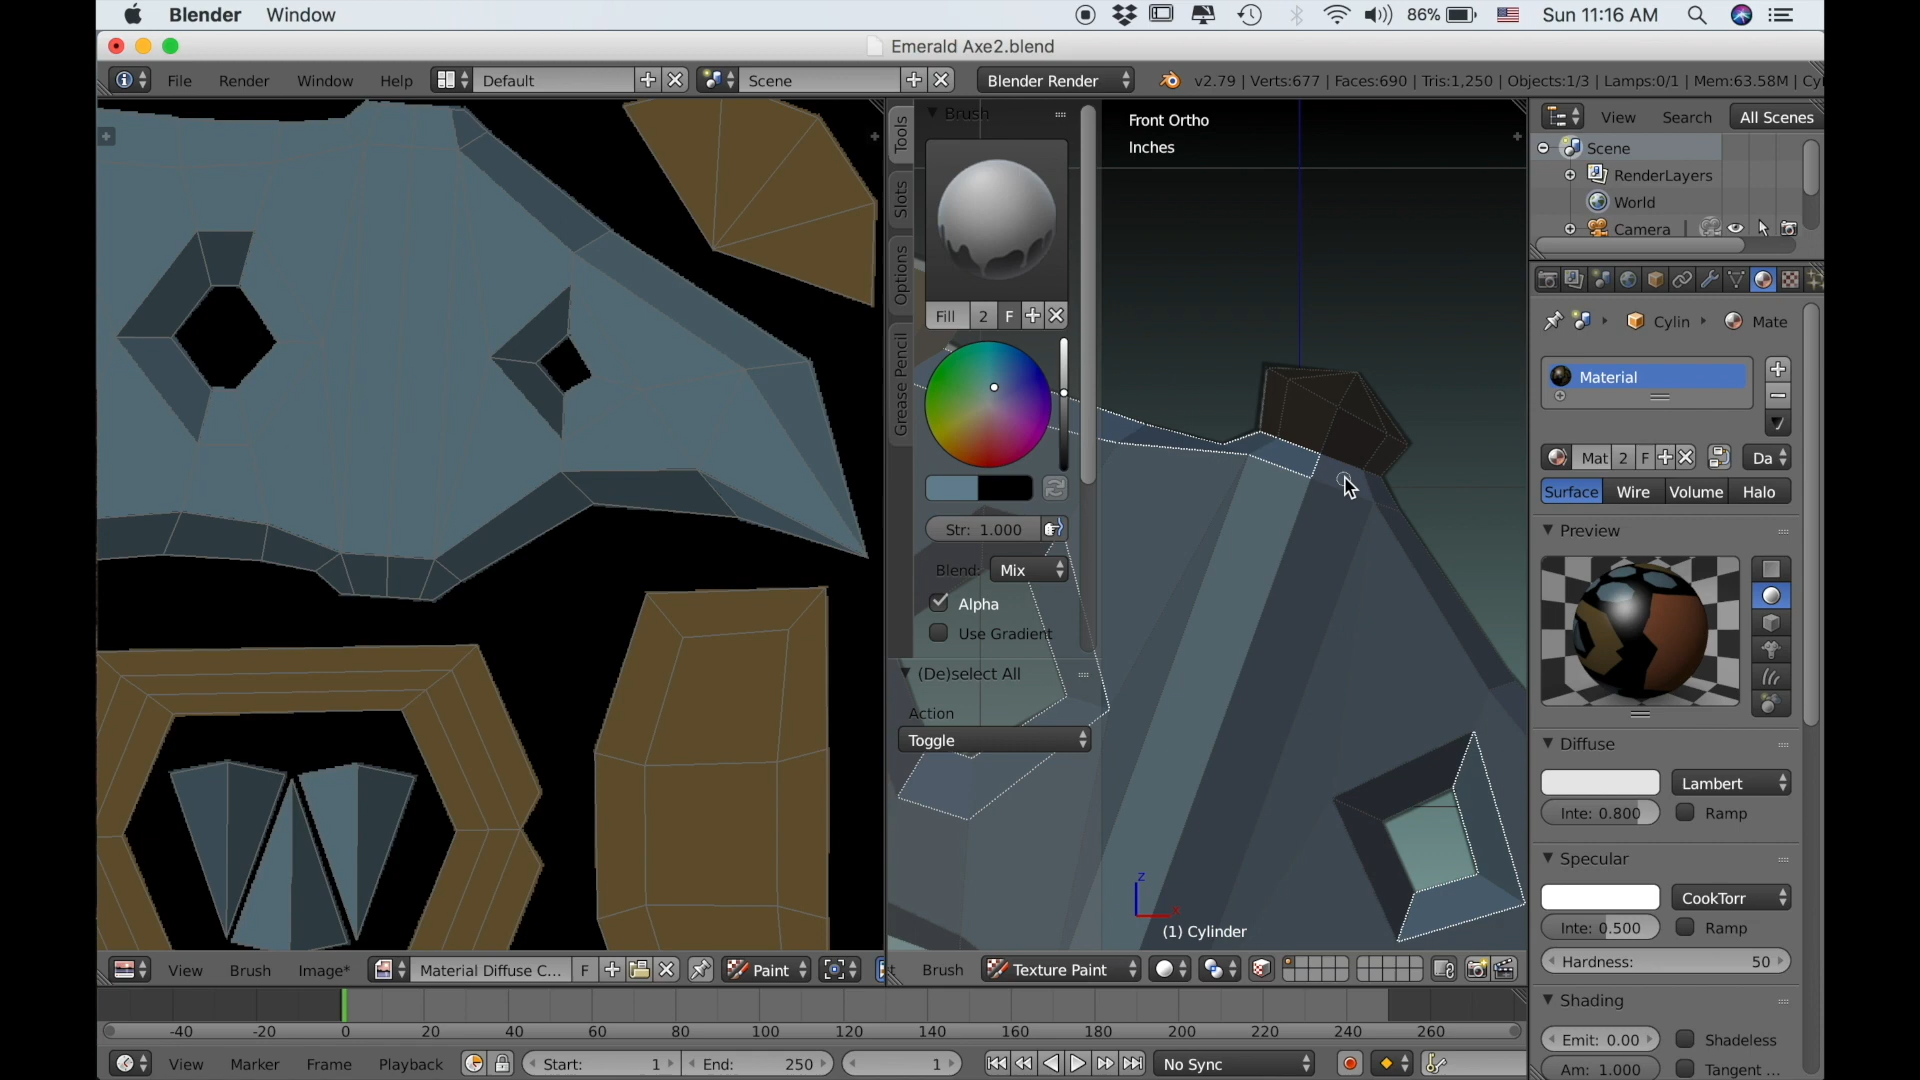 Blender Window 86% Sun 11:16 AM
Emerald Axe2.blend
File Render Window Help Default Scene Blender Render v2.79 | Verts:677 | Faces:690 | Tris:1,250 | Objects:1/3 | Lamps:0/1 | Mem:63.58M | Cy
Tools
Slots
Options
Grease Pencil
Brush
Fill 2 F
Str: 1.000
Blend: Mix
Alpha
Use Gradient
(De)select All
Action
Toggle
Front Ortho
Inches
z
(1) Cylinder
View Search All Scenes
Scene
RenderLayers
World
Camera
Cylin Mate
Material
Mat 2 F Da
Surface Wire Volume Halo
Preview
Diffuse
Lambert
Inte: 0.800 Ramp
Specular
CookTorr
Inte: 0.500 Ramp
Hardness: 50
Shading
Emit: 0.00 Shadeless
Am: 1.000 Tangent ...
View Brush Image* Material Diffuse C... F Paint
Brush Texture Paint
-40 -20 0 20 40 60 80 100 120 140 160 180 200 220 240 260
View Marker Frame Playback Start: 1 End: 250 1 No Sync